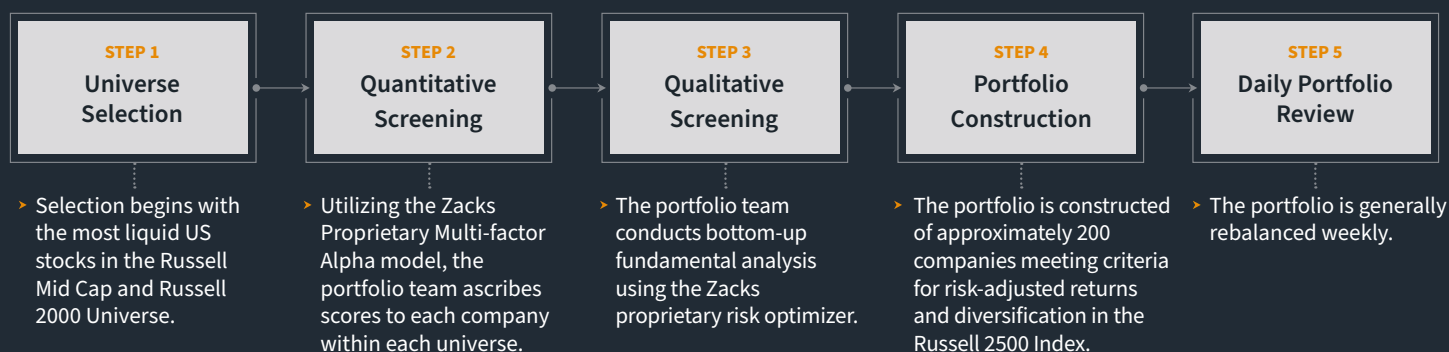 STEP 1
Universe
Selection
STEP 2
Quantitative
Screening
STEP 3
Qualitative
Screening
STEP 4
Portfolio
Construction
STEP 5
Daily Portfolio
Review
Selection begins with
the most liquid US
stocks in the Russell
Mid Cap and Russell
2000 Universe.
Utilizing the Zacks
Proprietary Multi-factor
Alpha model, the
portfolio team ascribes
scores to each company
within each universe.
The portfolio team
conducts bottom-up
fundamental analysis
using the Zacks
proprietary risk optimizer.
The portfolio is constructed
of approximately 200
companies meeting criteria
for risk-adjusted returns
and diversification in the
Russell 2500 Index.
The portfolio is generally
rebalanced weekly.